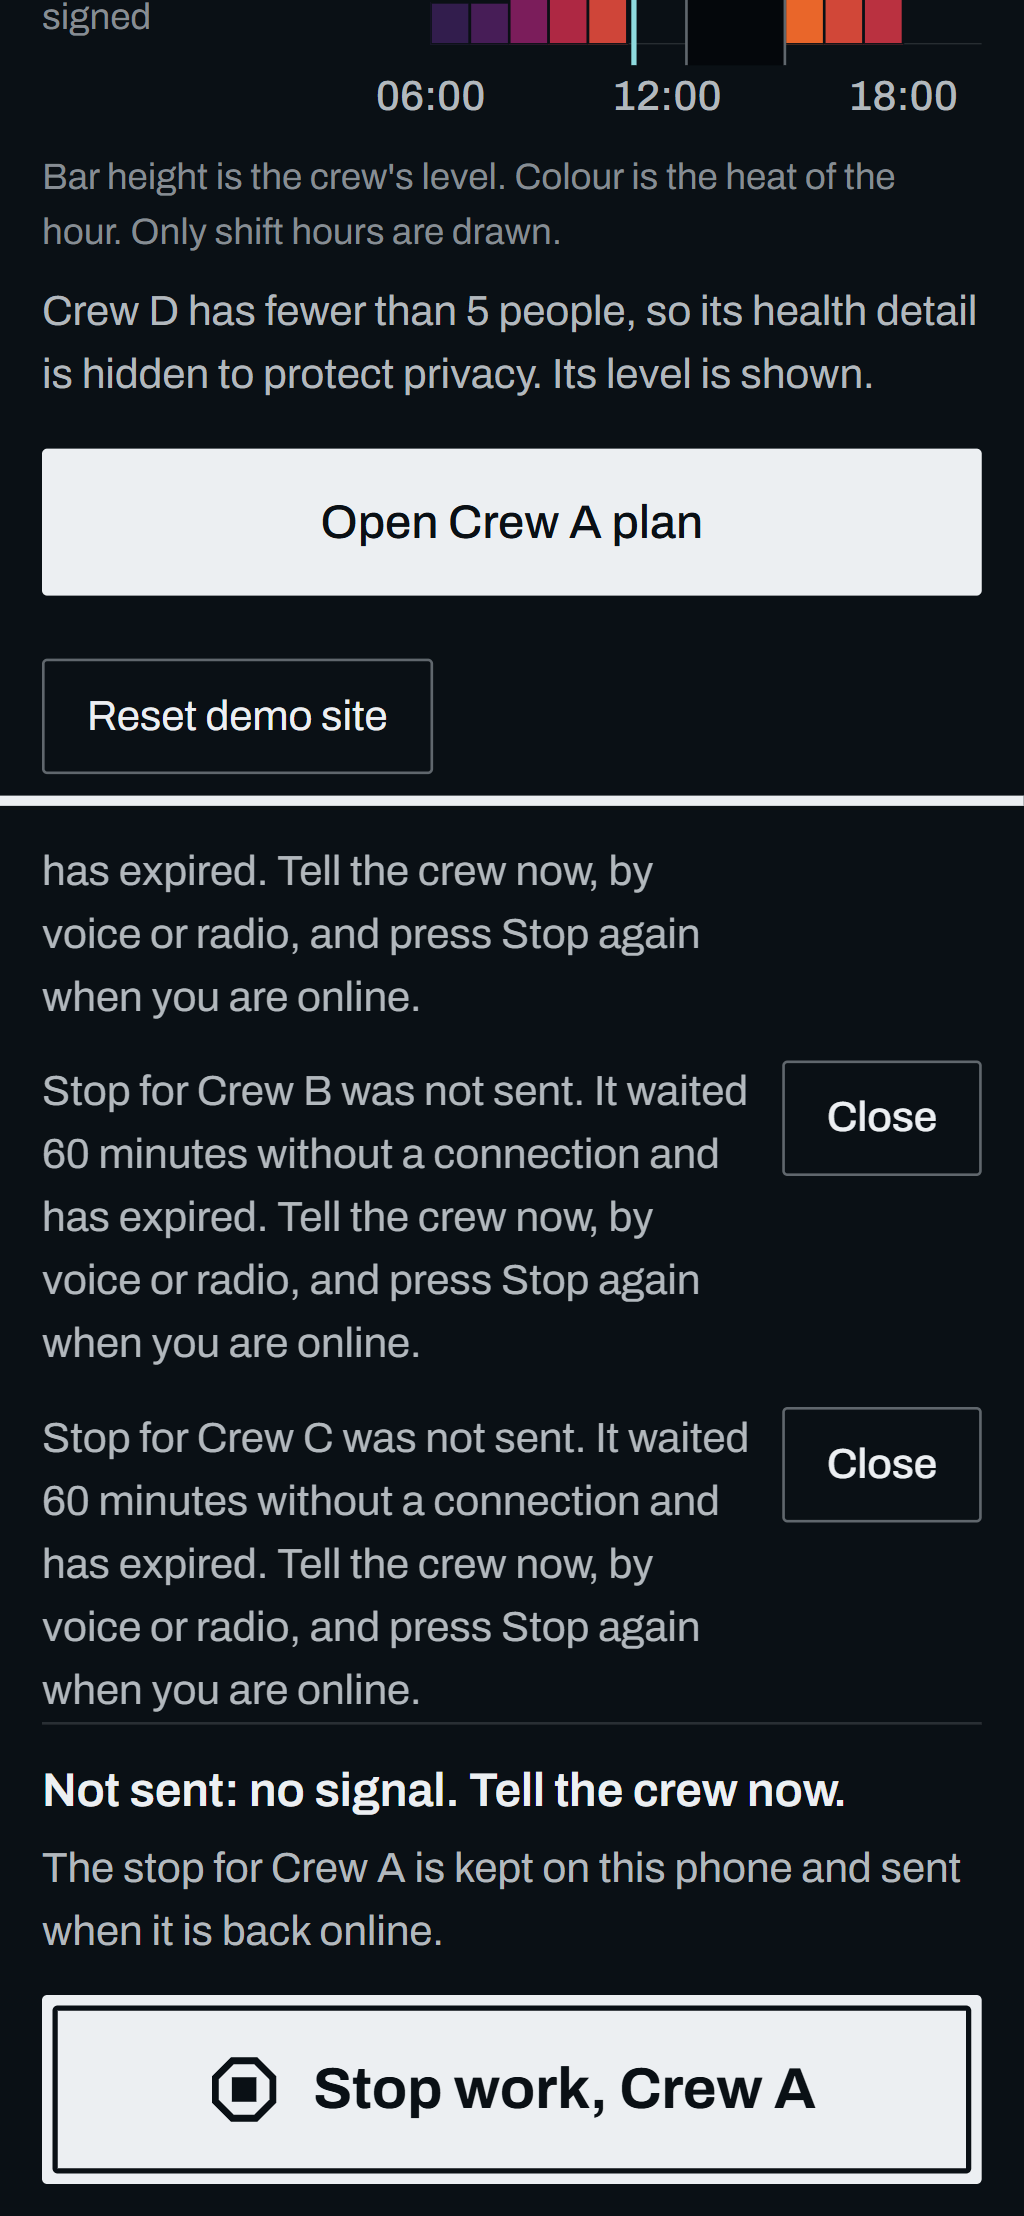 signed
06:00 12:00 18:00
Bar height is the crew's level. Colour is the heat of the
hour. Only shift hours are drawn.
Crew D has fewer than 5 people, so its health detail
is hidden to protect privacy. Its level is shown.
Open Crew A plan
Reset demo site
has expired. Tell the crew now, by
voice or radio, and press Stop again
when you are online.
Stop for Crew B was not sent. It waited
60 minutes without a connection and
has expired. Tell the crew now, by
voice or radio, and press Stop again
when you are online.
Close
Stop for Crew C was not sent. It waited
60 minutes without a connection and
has expired. Tell the crew now, by
voice or radio, and press Stop again
when you are online.
Close
Not sent: no signal. Tell the crew now.
The stop for Crew A is kept on this phone and sent
when it is back online.
Stop work, Crew A